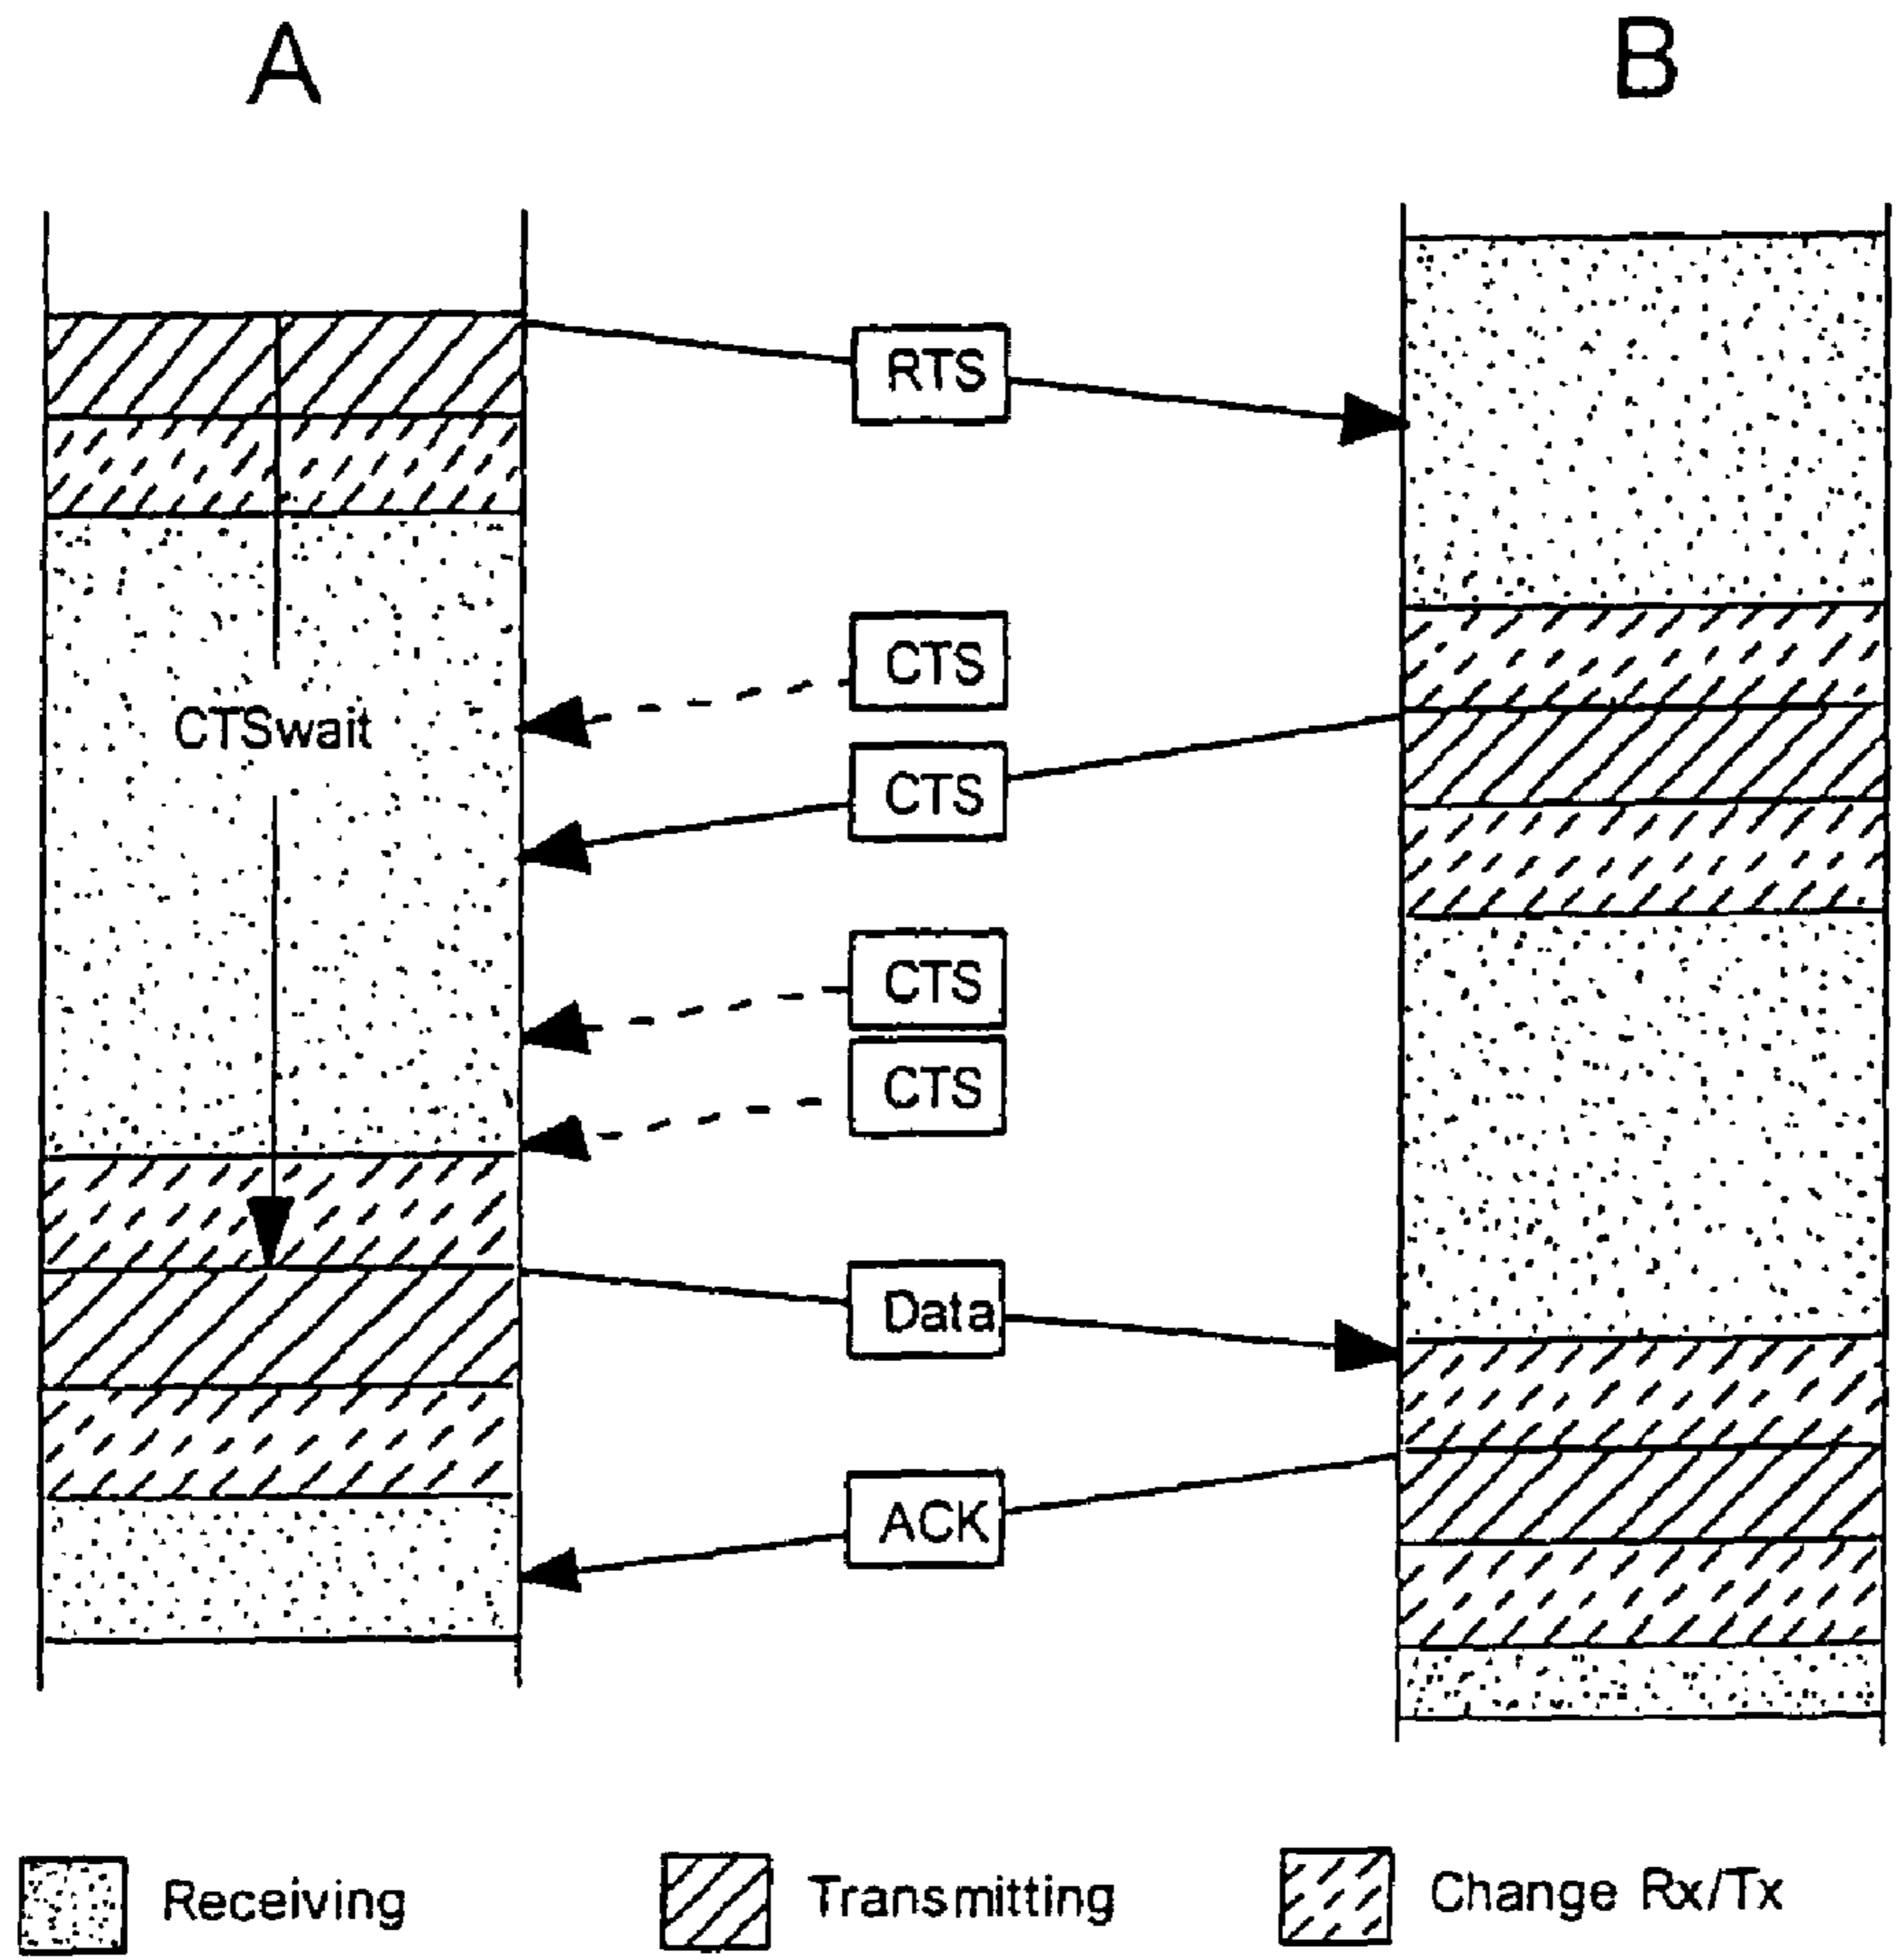 A
B
RTS
CTS
CTSwait
CTS
CTS
CTS
Data
ACK
Receiving
Transmitting
Change Rx/Tx